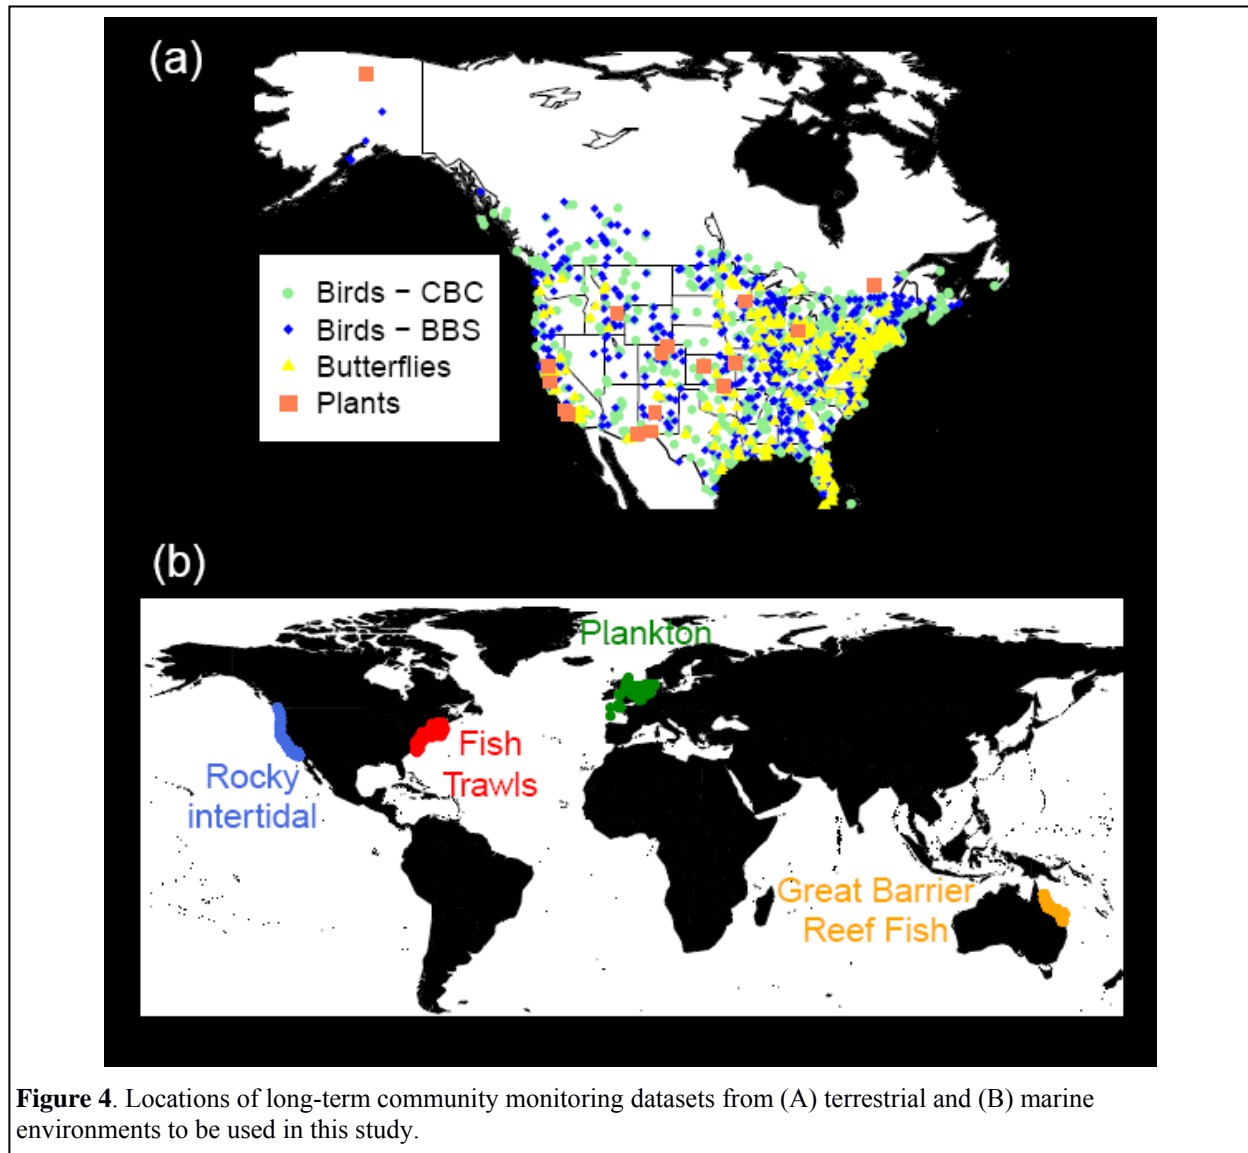 (a)
Birds − CBC
Birds − BBS
Butterflies
Plants
(b)
Plankton
Fish
Trawls
Rocky
intertidal
Great Barrier
Reef Fish
Figure 4. Locations of long-term community monitoring datasets from (A) terrestrial and (B) marine
environments to be used in this study.